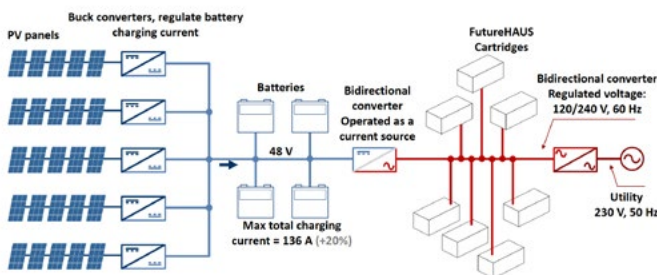 Buck converters, regulate battery
charging current
PV panels
FutureHAUS
Cartridges
Batteries
Bidirectional
converter
Operated as a
current source
Bidirectional converter
Regulated voltage:
120/240 V, 60 Hz
48 V
Utility
230 V, 50 Hz
Max total charging
current = 136 A (+20%)